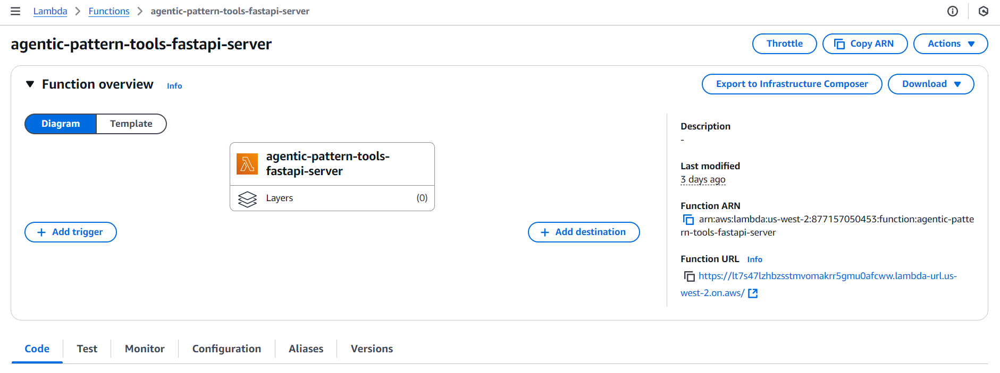 Lambda
Functions
agentic-pattern-tools-fastapi-server
agentic-pattern-tools-fastapi-server
Throttle
Copy ARN
Actions
Function overview
Info
Export to Infrastructure Composer
Download
Diagram
Template
agentic-pattern-tools-
fastapi-server
Layers
(0)
Add trigger
Add destination
Description
-
Last modified
3 days ago
Function ARN
arn:aws:lambda:us-west-2:877157050453:function:agentic-patte
rn-tools-fastapi-server
Function URL
Info
https://lt7s47lzhbzsstmvomakrr5gmu0afcww.lambda-url.us-
west-2.on.aws/
Code
Test
Monitor
Configuration
Aliases
Versions